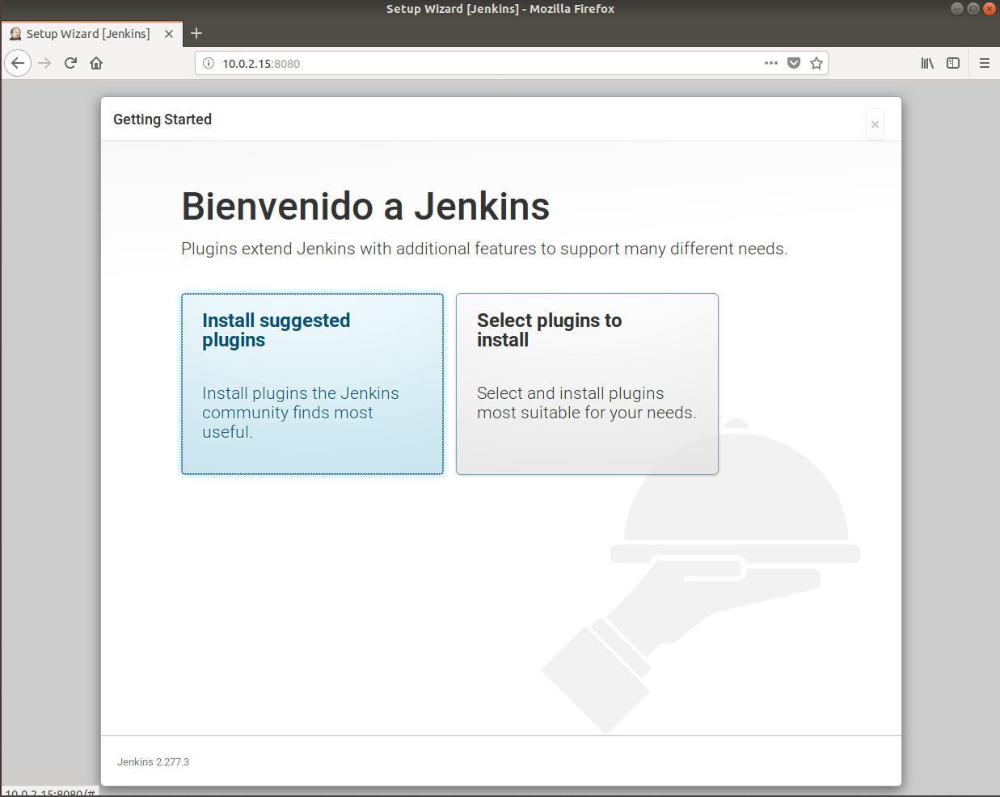 Setup Wizard [Jenkins] - Mozilla Firefox
Setup Wizard [Jenkins]
10.0.2.15:8080
Getting Started
Bienvenido a Jenkins
Plugins extend Jenkins with additional features to support many different needs.
Install suggested
plugins
Install plugins the Jenkins
community finds most
useful.
Select plugins to
install
Select and install plugins
most suitable for your needs.
Jenkins 2.277.3
10.0.2.15:8080/#